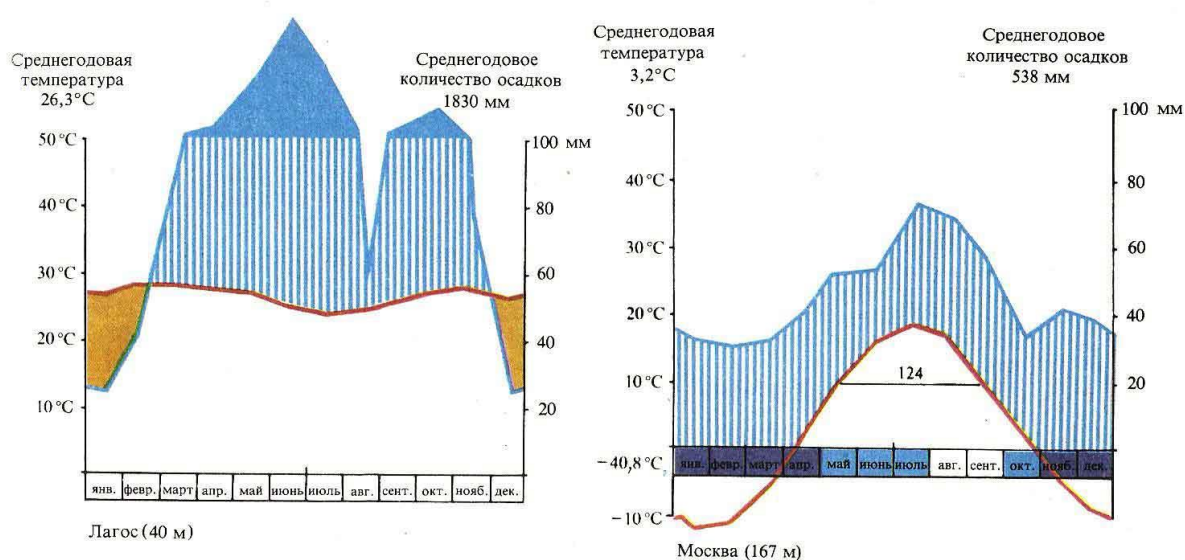 Среднегодовая
температура
26,3°C
Среднегодовое
количество осадков
1830 мм
50°C
40°C
30°C
20°C
10°C
100 мм
80
60
40
20
янв. февр. март апр. май июнь июль авг. сент. окт. нояб. дек.
Лагос (40 м)
Среднегодовая
температура
3,2°C
Среднегодовое
количество осадков
538 мм
50°C
40°C
30°C
20°C
10°C
−40,8°C
−10°C
100 мм
80
60
40
20
124
янв. февр. март апр. май июнь июль авг. сент. окт. нояб. дек.
Москва (167 м)